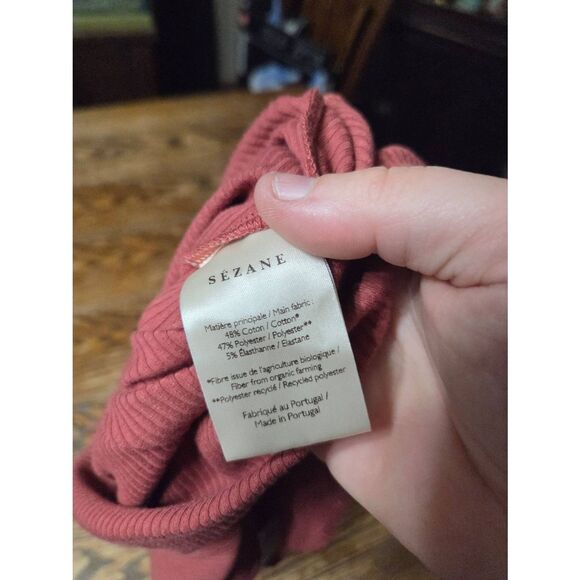 SÉZANE
Matière principale / Main fabric :
48% Coton / Cotton*
47% Polyester / Polyester**
5% Élasthanne / Elastane
*Fibre issue de l'agriculture biologique /
Fiber from organic farming
**Polyester recyclé / Recycled polyester
Fabriqué au Portugal /
Made in Portugal